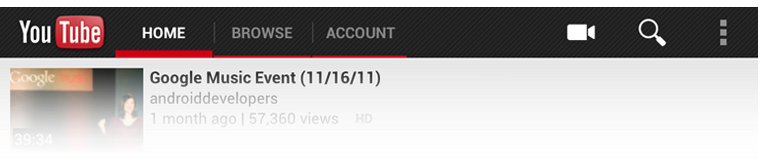 YouTube HOME BROWSE ACCOUNT
Google
Google Music Event (11/16/11)
androiddevelopers
1 month ago | 57,360 views HD
39:34